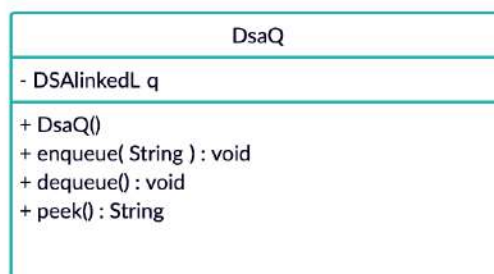 DsaQ
- DSAlinkedL q
+ DsaQ()
+ enqueue( String ) : void
+ dequeue() : void
+ peek() : String